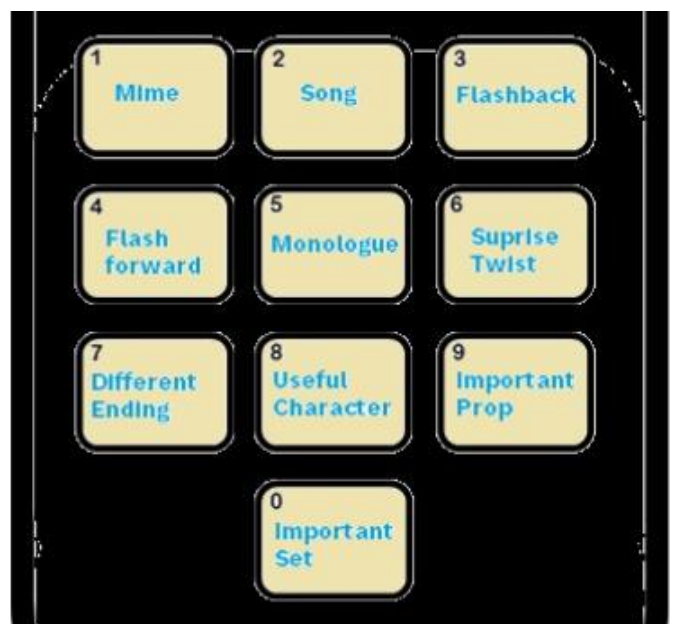 1
Mime
2
Song
3
Flashback
4
Flash
forward
5
Monologue
6
Suprise
Twist
7
Different
Ending
8
Useful
Character
9
Important
Prop
0
Important
Set